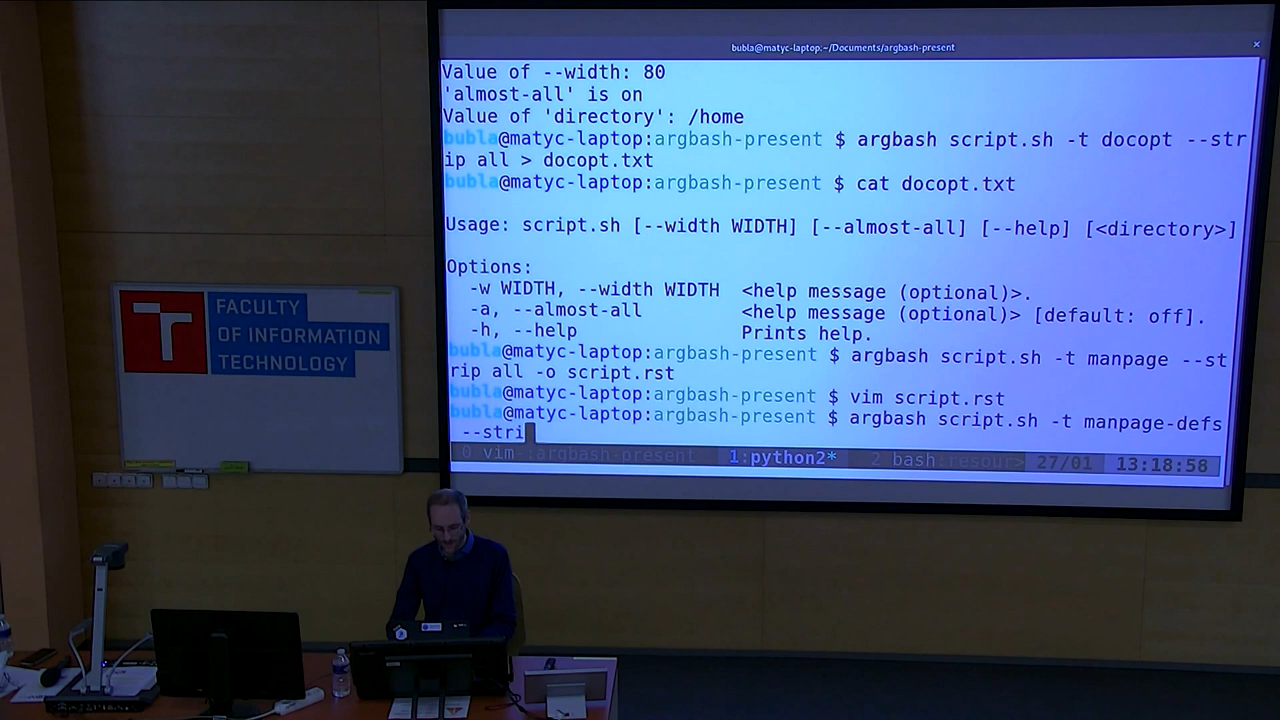 bubla@matyc-laptop:~/Documents/argbash-present ×
Value of --width: 80
'almost-all' is on
Value of 'directory': /home
bubla@matyc-laptop:argbash-present $ argbash script.sh -t docopt --str
ip all > docopt.txt
bubla@matyc-laptop:argbash-present $ cat docopt.txt
Usage: script.sh [--width WIDTH] [--almost-all] [--help] [<directory>]
Options:
-w WIDTH, --width WIDTH <help message (optional)>.
-a, --almost-all <help message (optional)> [default: off].
-h, --help Prints help.
bubla@matyc-laptop:argbash-present $ argbash script.sh -t manpage --st
rip all -o script.rst
bubla@matyc-laptop:argbash-present $ vim script.rst
bubla@matyc-laptop:argbash-present $ argbash script.sh -t manpage-defs
--stri
0 vim-:argbash-present 1:python2* 2 bash:resour> 27/01 13:18:58
FACULTY
OF INFORMATION
TECHNOLOGY